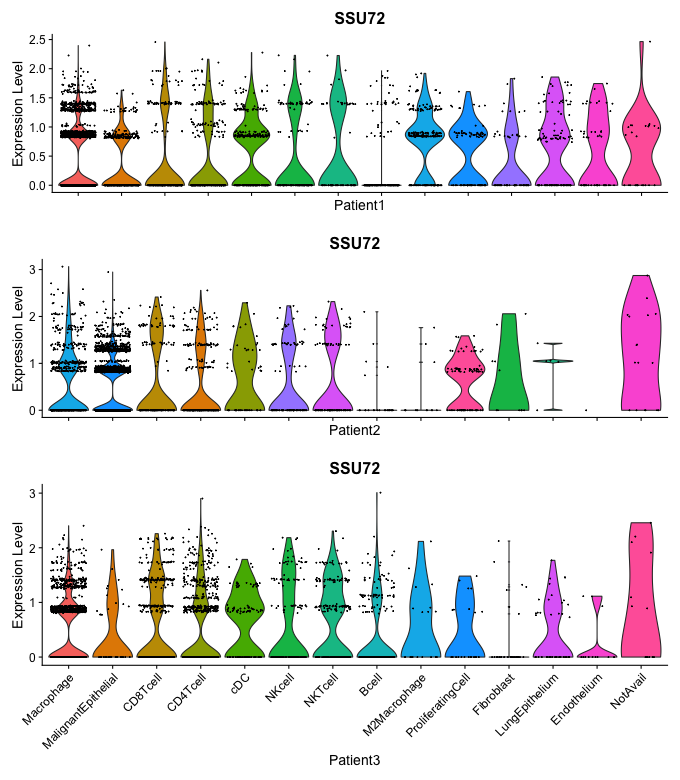 SSU72
Expression Level
2.5
2.0
1.5
1.0
0.5
0.0
Patient1
SSU72
Expression Level
3
2
1
0
Patient2
SSU72
Expression Level
3
2
1
0
Macrophage
MalignantEpithelial
CD8Tcell
CD4Tcell
cDC
NKcell
NKTcell
Bcell
M2Macrophage
ProliferatingCell
Fibroblast
LungEpithelium
Endothelium
NotAvail
Patient3